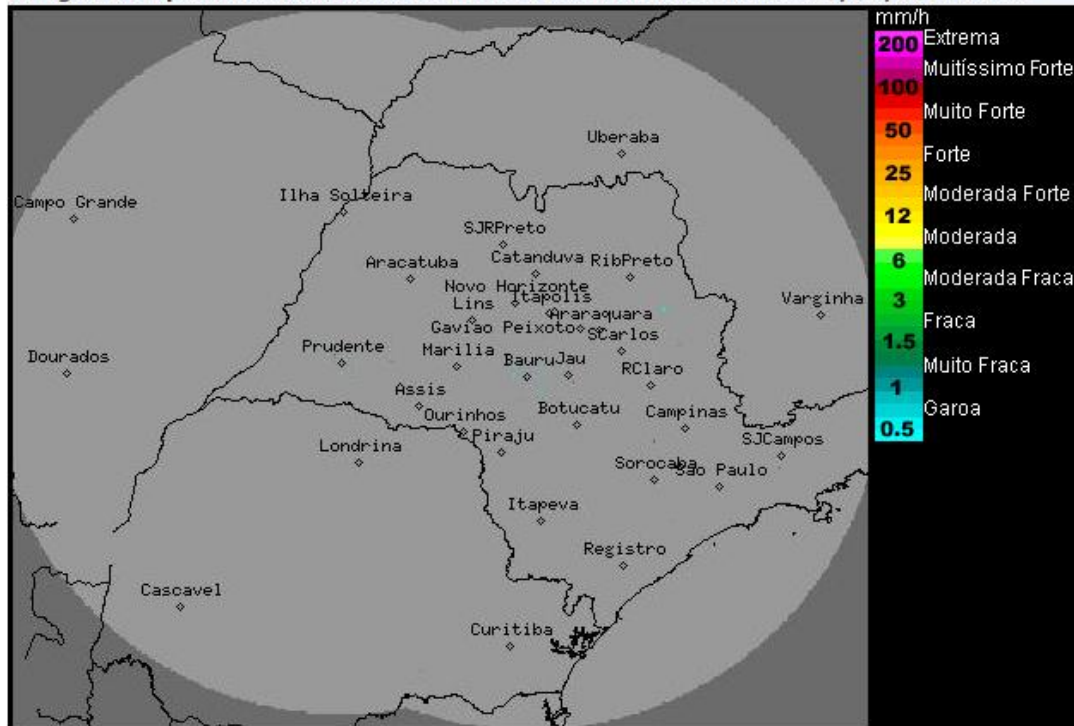 mm/h
200 Extrema
Muitíssimo Forte
100
Muito Forte
50
Forte
25
Moderada Forte
12
Moderada
6
Moderada Fraca
3
Fraca
1.5
Muito Fraca
1
Garoa
0.5
Uberaba
Campo Grande
Ilha Solteira
SJRPreto
Aracatuba
Catanduva
RibPreto
Novo Horizonte
Lins
Itapolis
Araraquara
Varginha
Gaviao Peixoto
SCarlos
Dourados
Prudente
Marilia
Bauru
Jau
RClaro
Assis
Ourinhos
Botucatu
Campinas
Londrina
Piraju
SJCampos
Sorocaba
Sao Paulo
Itapeva
Registro
Cascavel
Curitiba